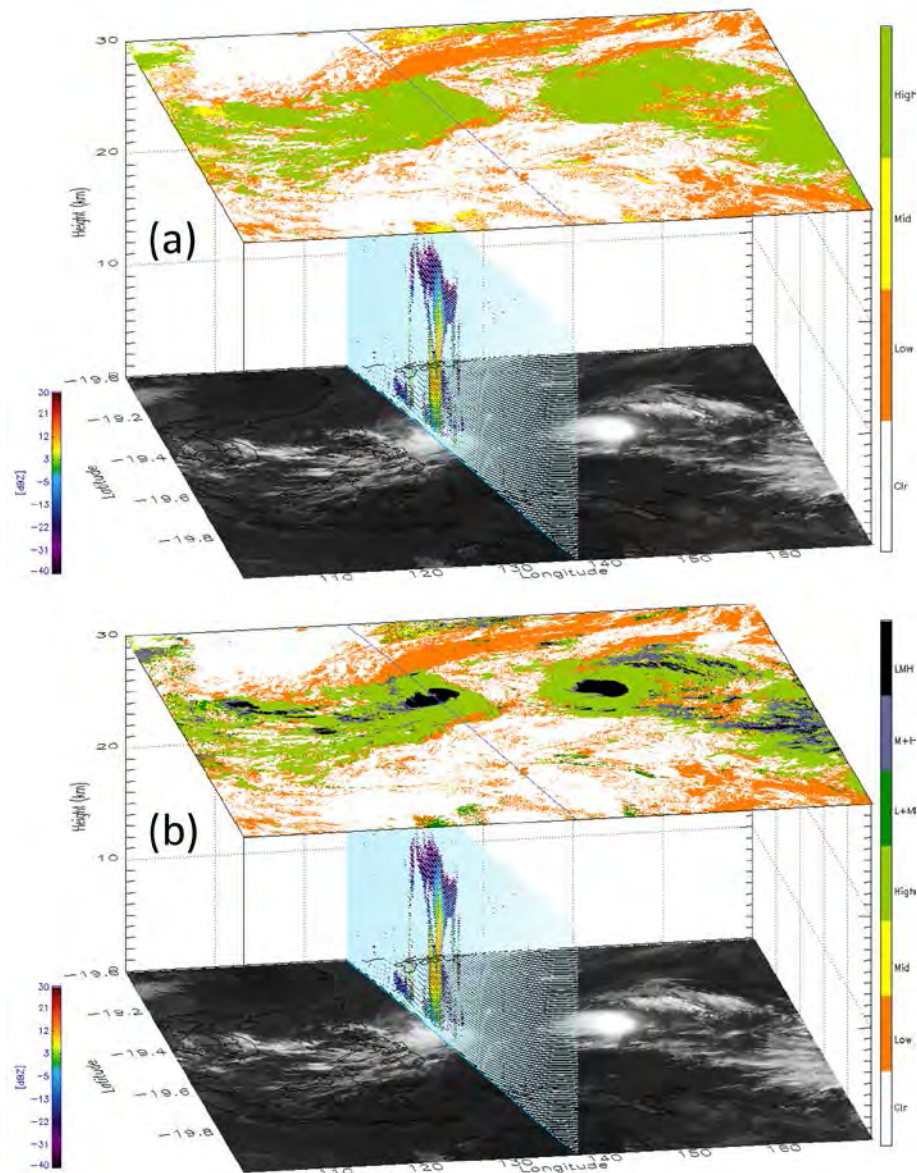 30
20
10
Height (km)
(a)
High
Mid
Low
Clr
30
21
12
3
-5
-13
-22
-31
-40
[dBZ]
-19.2
-19.4
-19.6
-19.8
Latitude
110
120
130
140
150
160
Longitude
30
20
10
Height (km)
(b)
LMH
M+H
L+M
High
Mid
Low
Clr
30
21
12
3
-5
-13
-22
-31
-40
[dBZ]
-19.2
-19.4
-19.6
-19.8
Latitude
110
120
130
140
150
Longitude